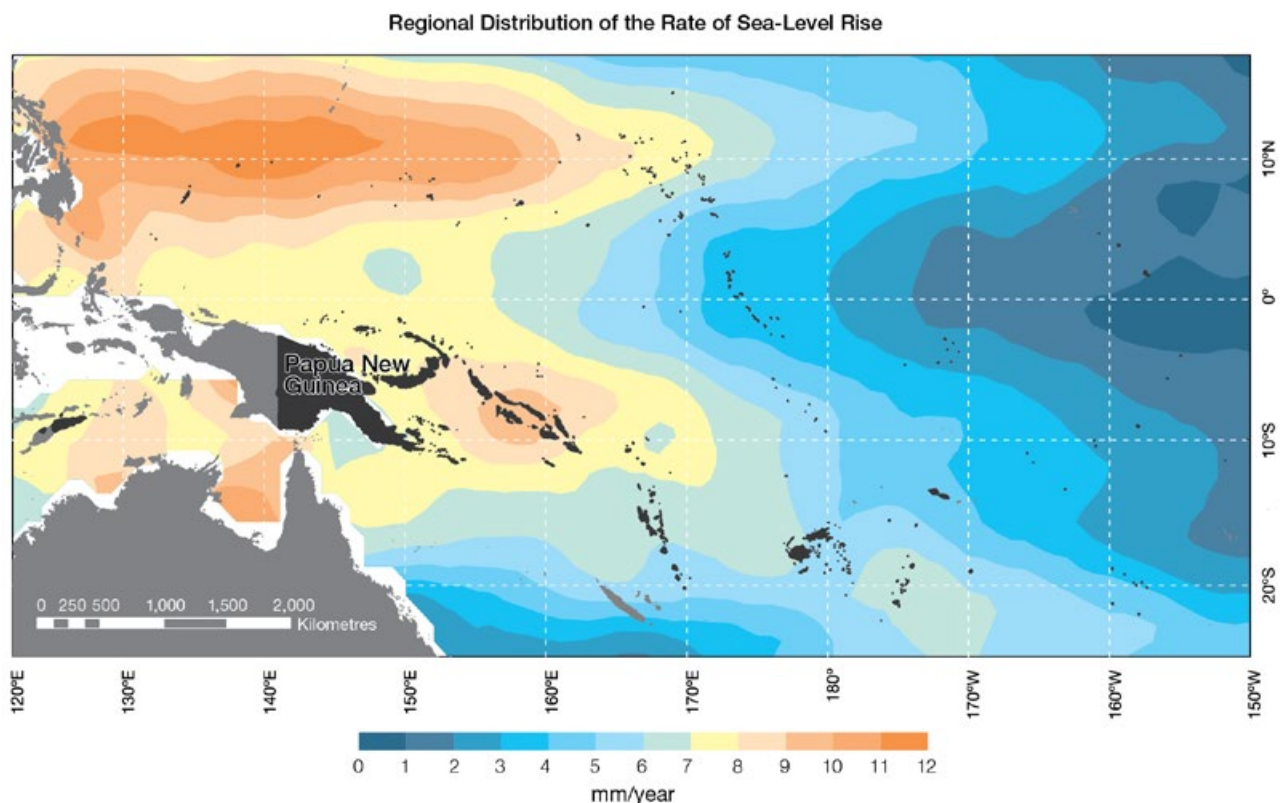 Regional Distribution of the Rate of Sea-Level Rise
10°N
Papua New
Guinea
0°
10°S
20°S
0 250 500 1,000 1,500 2,000
Kilometres
120°E 130°E 140°E 150°E 160°E 170°E 180° 170°W 160°W 150°W
0 1 2 3 4 5 6 7 8 9 10 11 12
mm/year